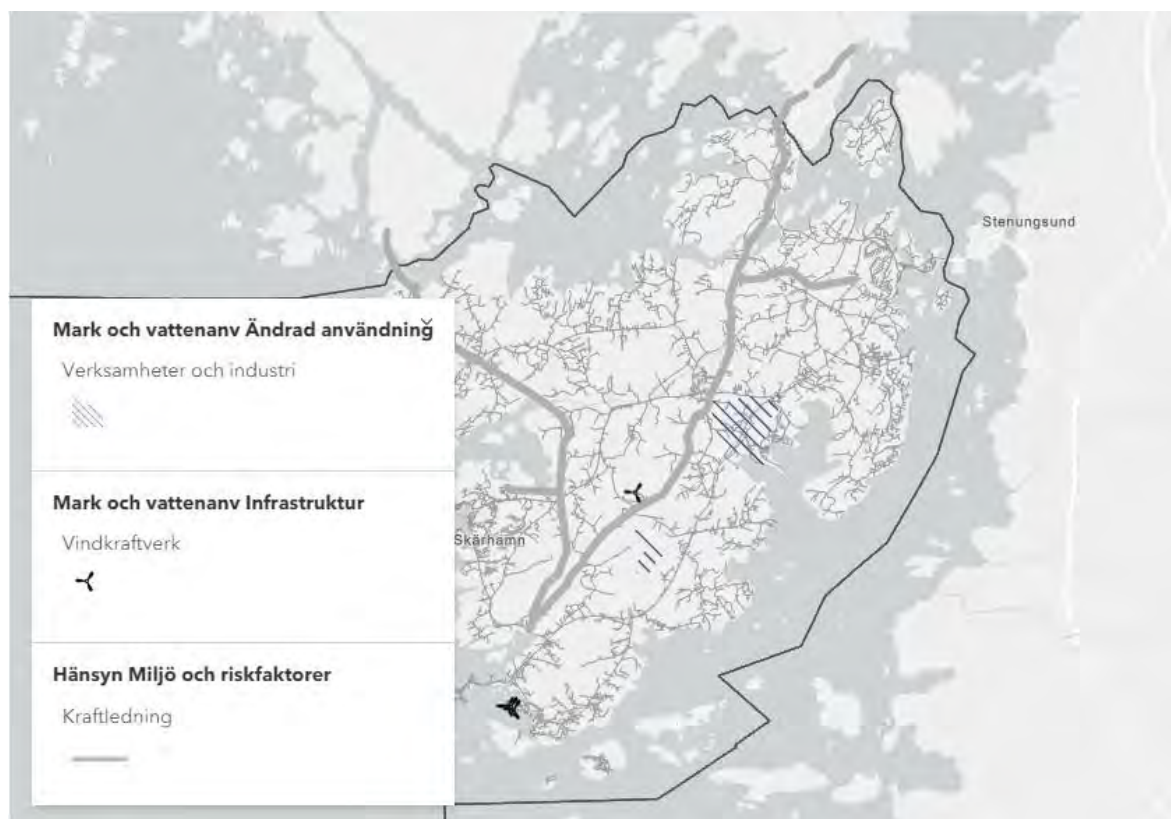 Stenungsund
Mark och vattenanv Ändrad användning
Verksamheter och industri
Mark och vattenanv Infrastruktur
Vindkraftverk
Skärhamn
Hänsyn Miljö och riskfaktorer
Kraftledning